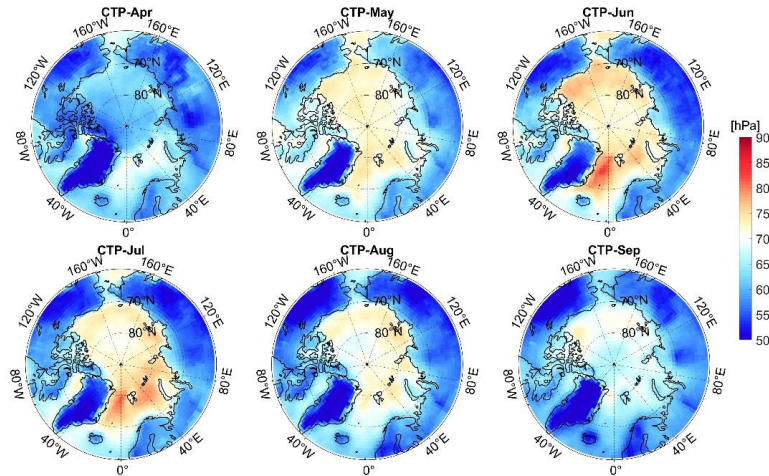 CTP-Apr
160°W
160°E
120°W
120°E
70°N
80°N
80°W
80°E
40°W
40°E
0°
CTP-May
160°W
160°E
120°W
120°E
70°N
80°N
80°W
80°E
40°W
40°E
0°
CTP-Jun
160°W
160°E
120°W
120°E
70°N
80°N
80°W
80°E
40°W
40°E
0°
[hPa]
90
85
80
75
70
65
60
55
50
CTP-Jul
160°W
160°E
120°W
120°E
70°N
80°N
80°W
80°E
40°W
40°E
0°
CTP-Aug
160°W
160°E
120°W
120°E
70°N
80°N
80°W
80°E
40°W
40°E
0°
CTP-Sep
160°W
160°E
120°W
120°E
70°N
80°N
80°W
80°E
40°W
40°E
0°